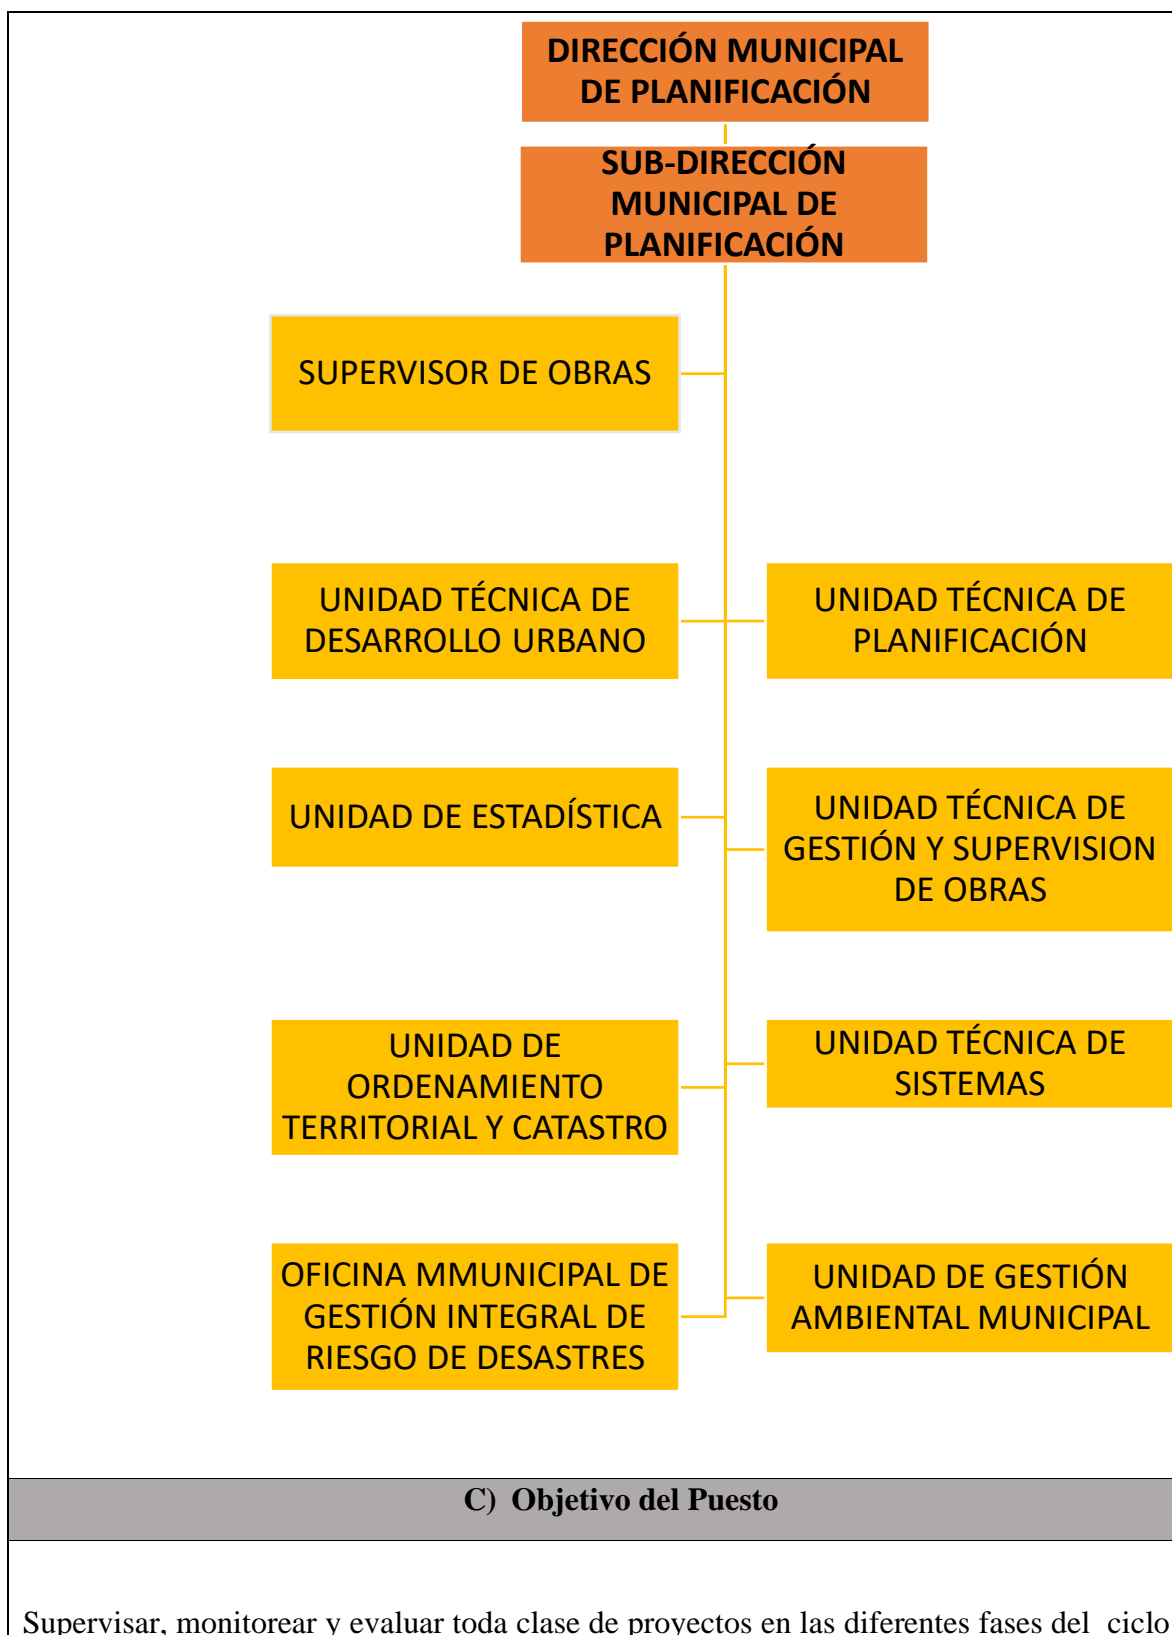 DIRECCIÓN MUNICIPAL
DE PLANIFICACIÓN
SUB-DIRECCIÓN
MUNICIPAL DE
PLANIFICACIÓN
SUPERVISOR DE OBRAS
UNIDAD TÉCNICA DE
DESARROLLO URBANO
UNIDAD TÉCNICA DE
PLANIFICACIÓN
UNIDAD DE ESTADÍSTICA
UNIDAD TÉCNICA DE
GESTIÓN Y SUPERVISION
DE OBRAS
UNIDAD DE
ORDENAMIENTO
TERRITORIAL Y CATASTRO
UNIDAD TÉCNICA DE
SISTEMAS
OFICINA MMUNICIPAL DE
GESTIÓN INTEGRAL DE
RIESGO DE DESASTRES
UNIDAD DE GESTIÓN
AMBIENTAL MUNICIPAL
C) Objetivo del Puesto
Supervisar, monitorear y evaluar toda clase de proyectos en las diferentes fases del ciclo